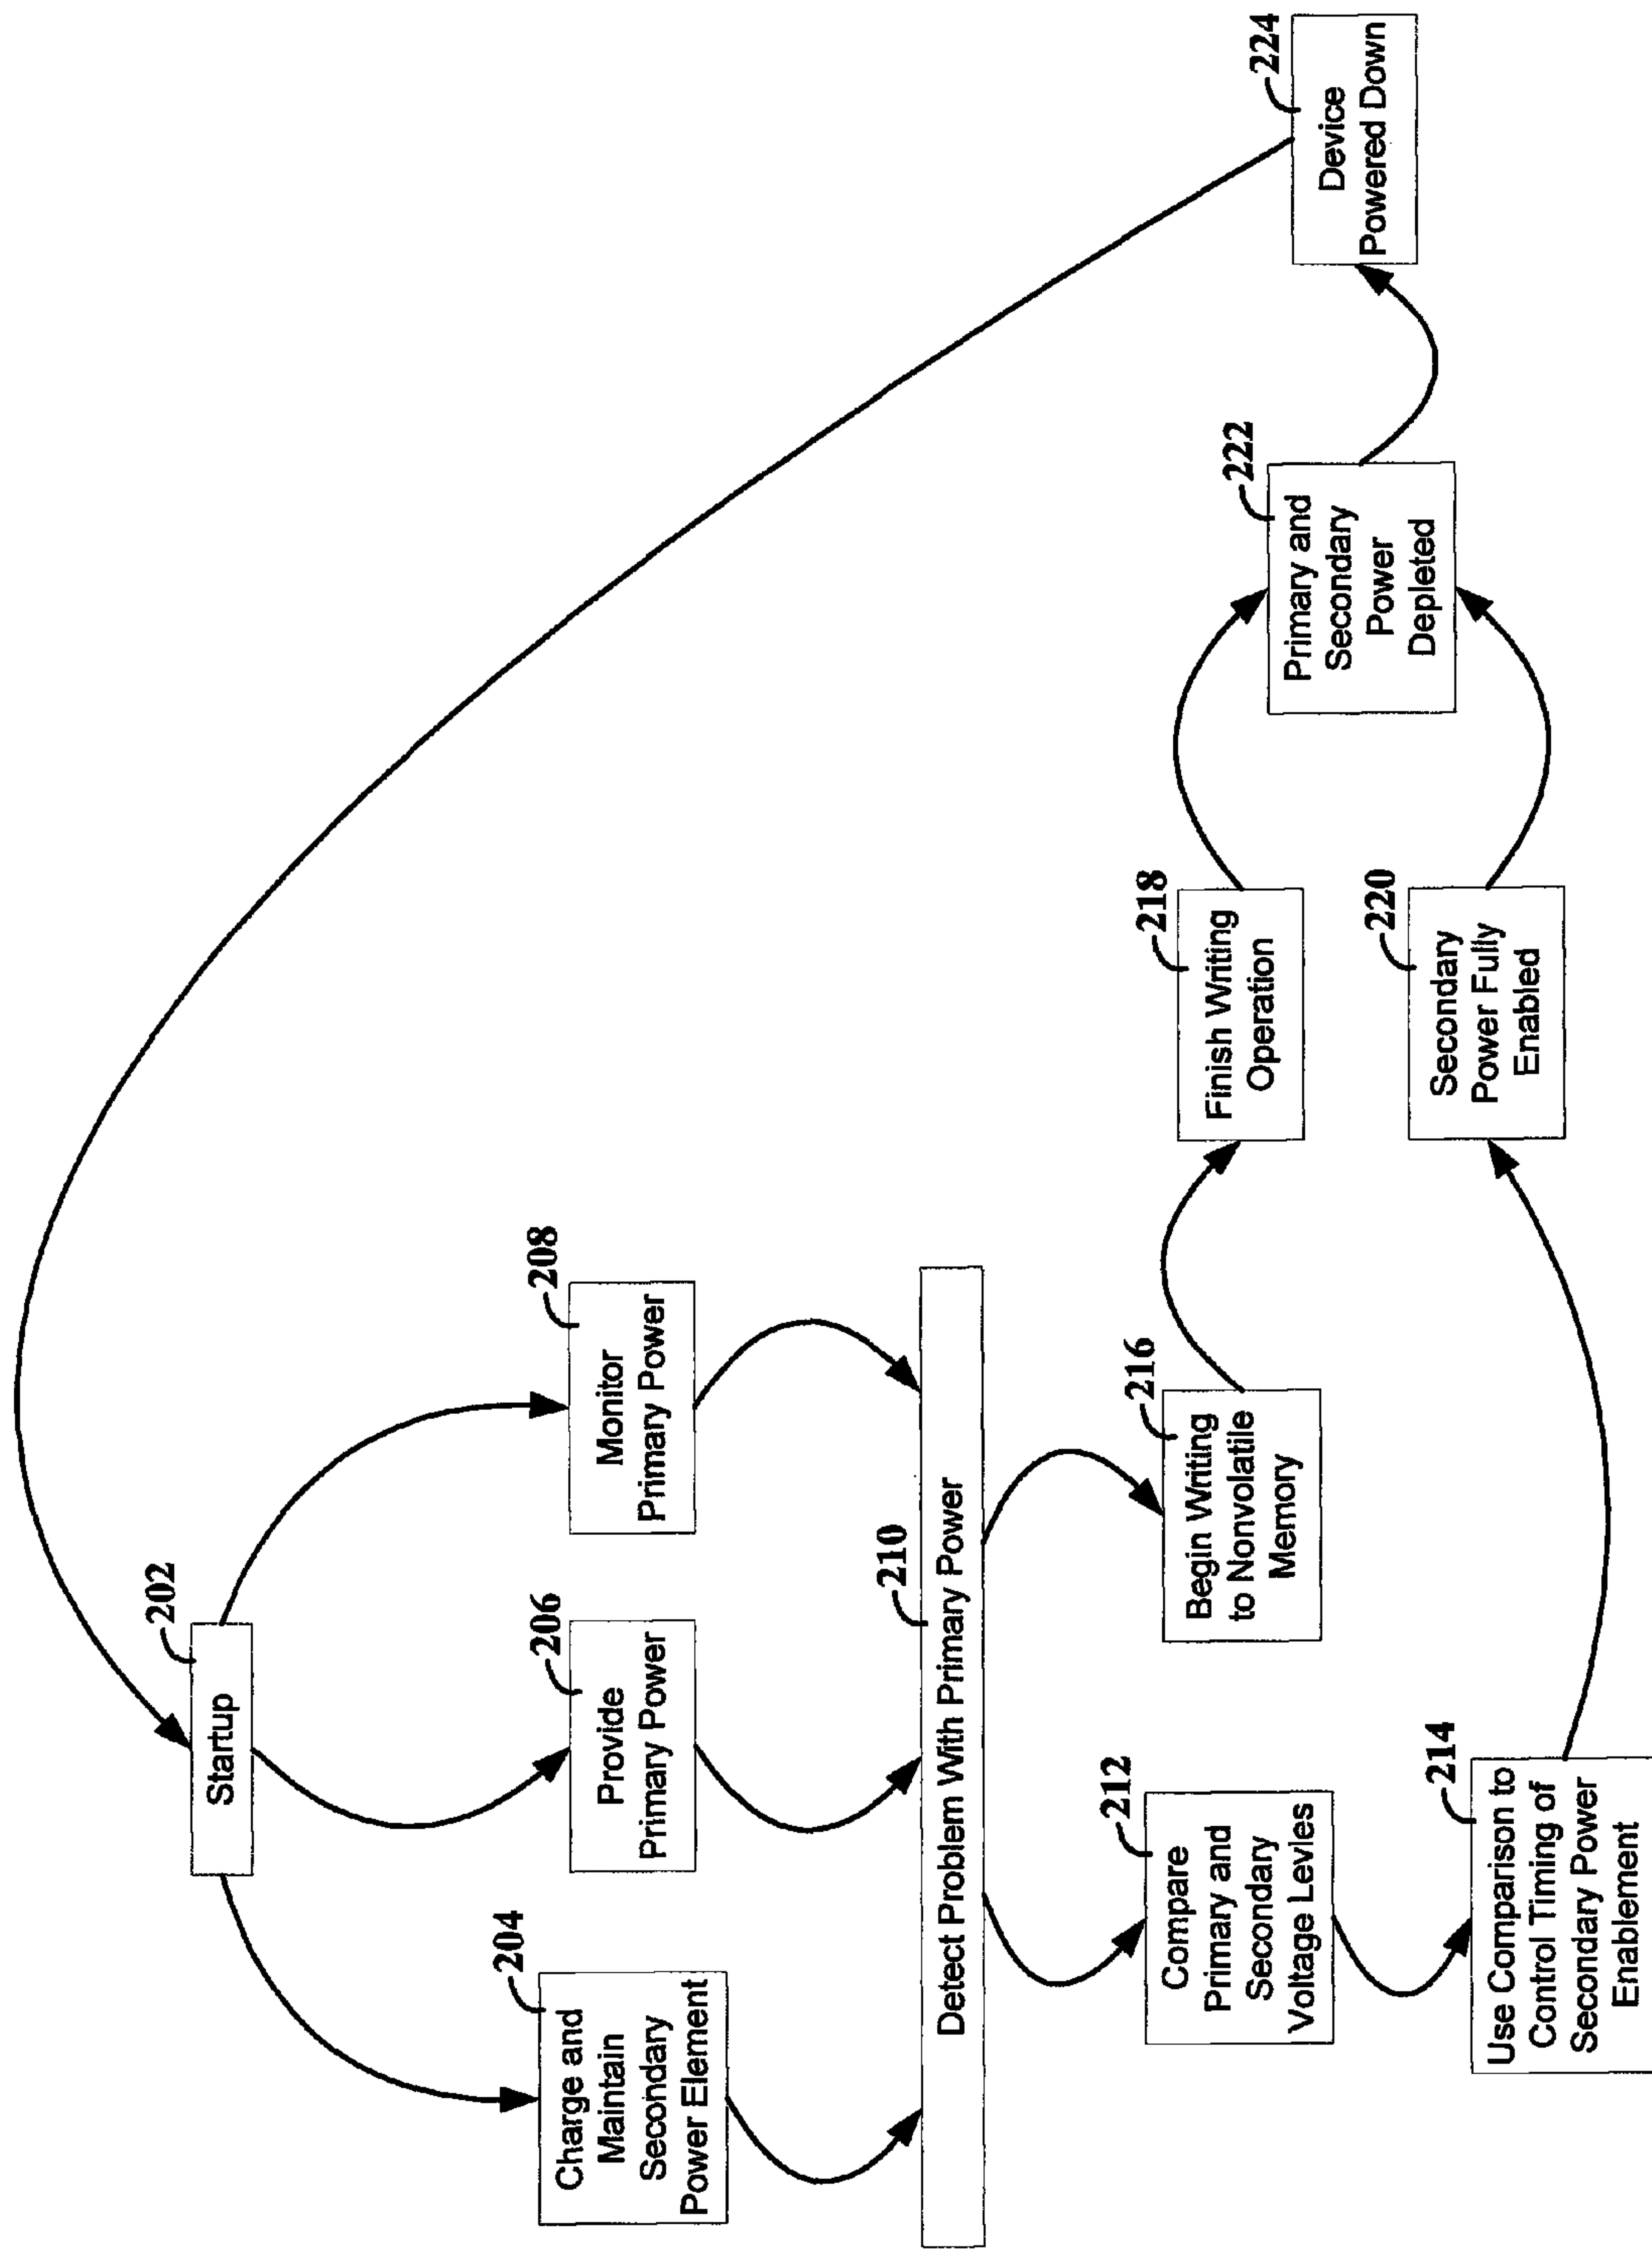 202
Startup
204
Charge and
Maintain
Secondary
Power Element
206
Provide
Primary Power
208
Monitor
Primary Power
210
Detect Problem With Primary Power
212
Compare
Primary and
Secondary
Voltage Levles
214
Use Comparison to
Control Timing of
Secondary Power
Enablement
216
Begin Writing
to Nonvolatile
Memory
218
Finish Writing
Operation
220
Secondary
Power Fully
Enabled
222
Primary and
Secondary
Power
Depleted
224
Device
Powered Down